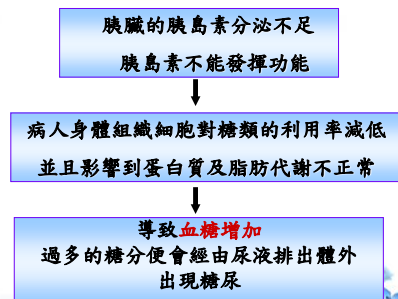 胰臟的胰島素分泌不足
胰島素不能發揮功能
病人身體組織細胞對糖類的利用率減低
並且影響到蛋白質及脂肪代謝不正常
導致血糖增加
過多的糖分便會經由尿液排出體外
出現糖尿